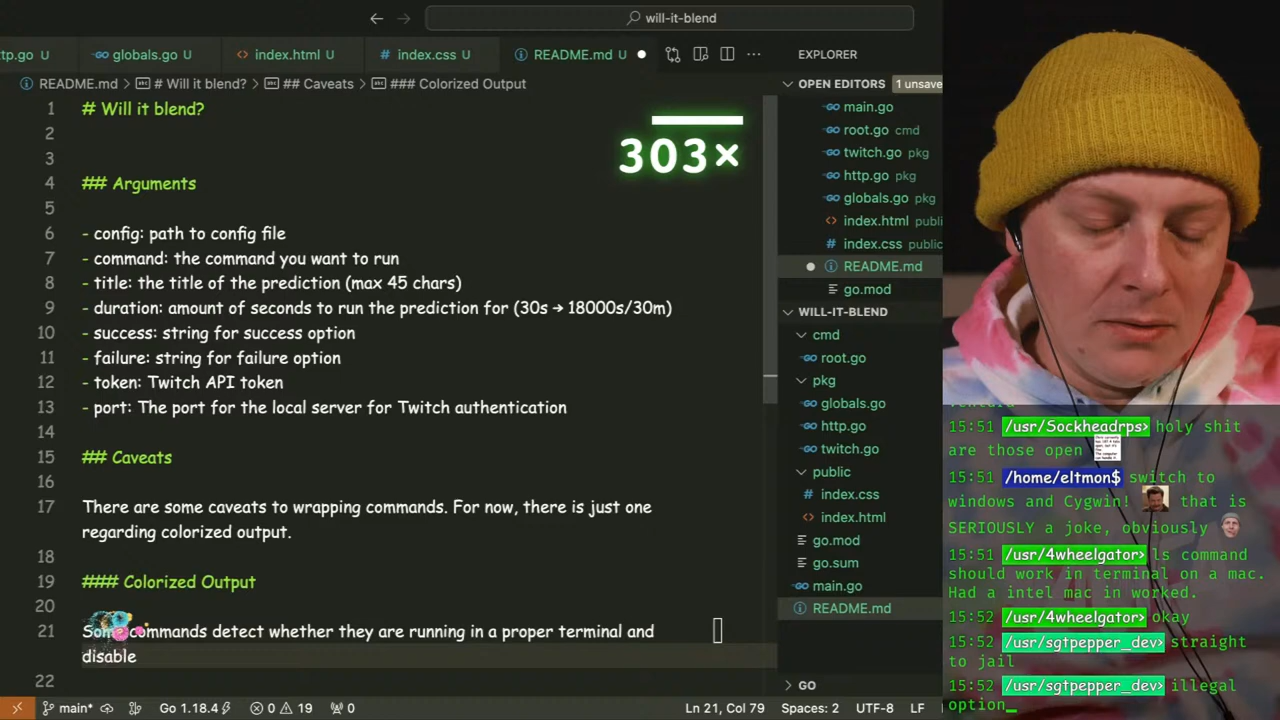 will-it-blend
ttp.go U
globals.go U
index.html U
index.css U
README.md U
README.md > # Will it blend? > ## Caveats > ### Colorized Output
1 # Will it blend?
2
3
4 ## Arguments
5
6 - config: path to config file
7 - command: the command you want to run
8 - title: the title of the prediction (max 45 chars)
9 - duration: amount of seconds to run the prediction for (30s → 18000s/30m)
10 - success: string for success option
11 - failure: string for failure option
12 - token: Twitch API token
13 - port: The port for the local server for Twitch authentication
14
15 ## Caveats
16
17 There are some caveats to wrapping commands. For now, there is just one
regarding colorized output.
18
19 #### Colorized Output
20
21 Some commands detect whether they are running in a proper terminal and
disable
22
303×
EXPLORER
OPEN EDITORS 1 unsave
main.go
root.go cmd
twitch.go pkg
http.go pkg
globals.go pkg
index.html publi
index.css public
README.md
go.mod
WILL-IT-BLEND
cmd
root.go
pkg
globals.go
http.go
twitch.go
public
index.css
index.html
go.mod
go.sum
main.go
README.md
GO
main*
Go 1.18.4
0 19
0
Ln 21, Col 79
Spaces: 2
UTF-8
LF
15:51 /usr/Sockheadrps> holy shit
are those open
15:51 /home/eltmon$ switch to
windows and Cygwin! that is
SERIOUSLY a joke, obviously
15:51 /usr/4wheelgator> ls command
should work in terminal on a mac.
Had a intel mac in worked.
15:52 /usr/4wheelgator> okay
15:52 /usr/sgtpepper_dev> straight
to jail
15:52 /usr/sgtpepper_dev> illegal
option_